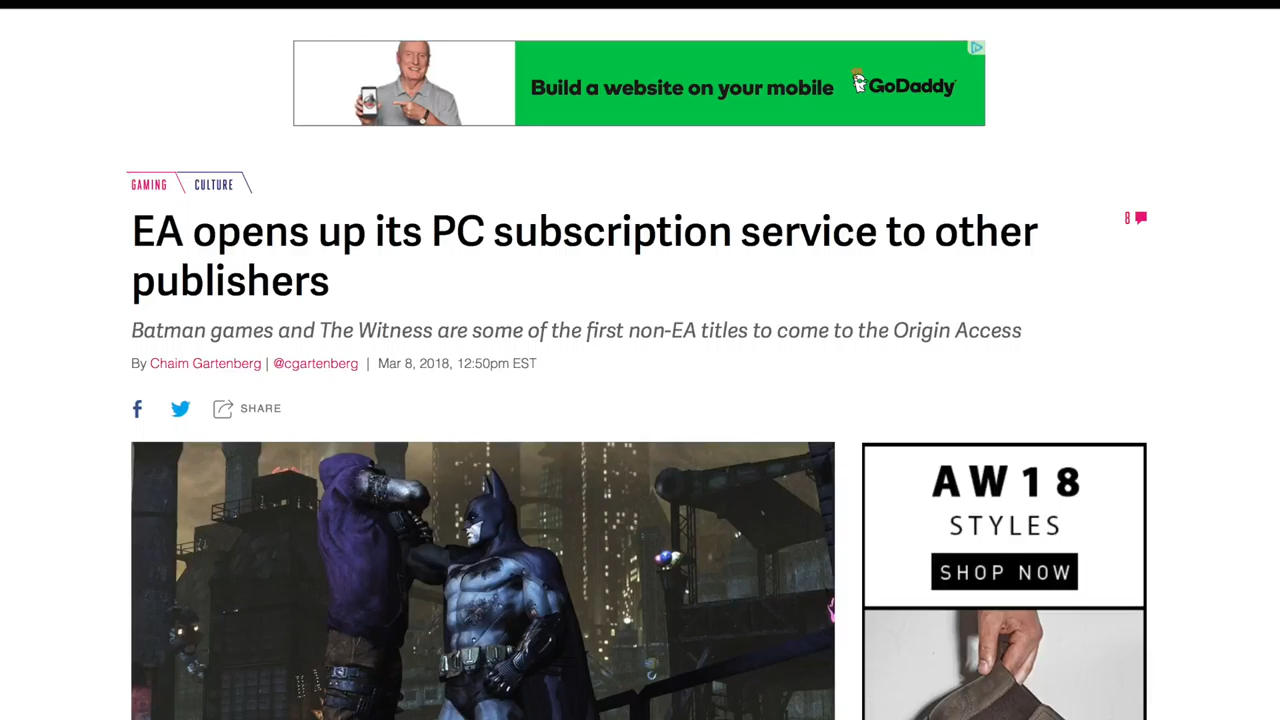 Build a website on your mobile
GoDaddy
GAMING
CULTURE
EA opens up its PC subscription service to other
publishers
8
Batman games and The Witness are some of the first non-EA titles to come to the Origin Access
By Chaim Gartenberg | @cgartenberg | Mar 8, 2018, 12:50pm EST
SHARE
AW18
STYLES
SHOP NOW